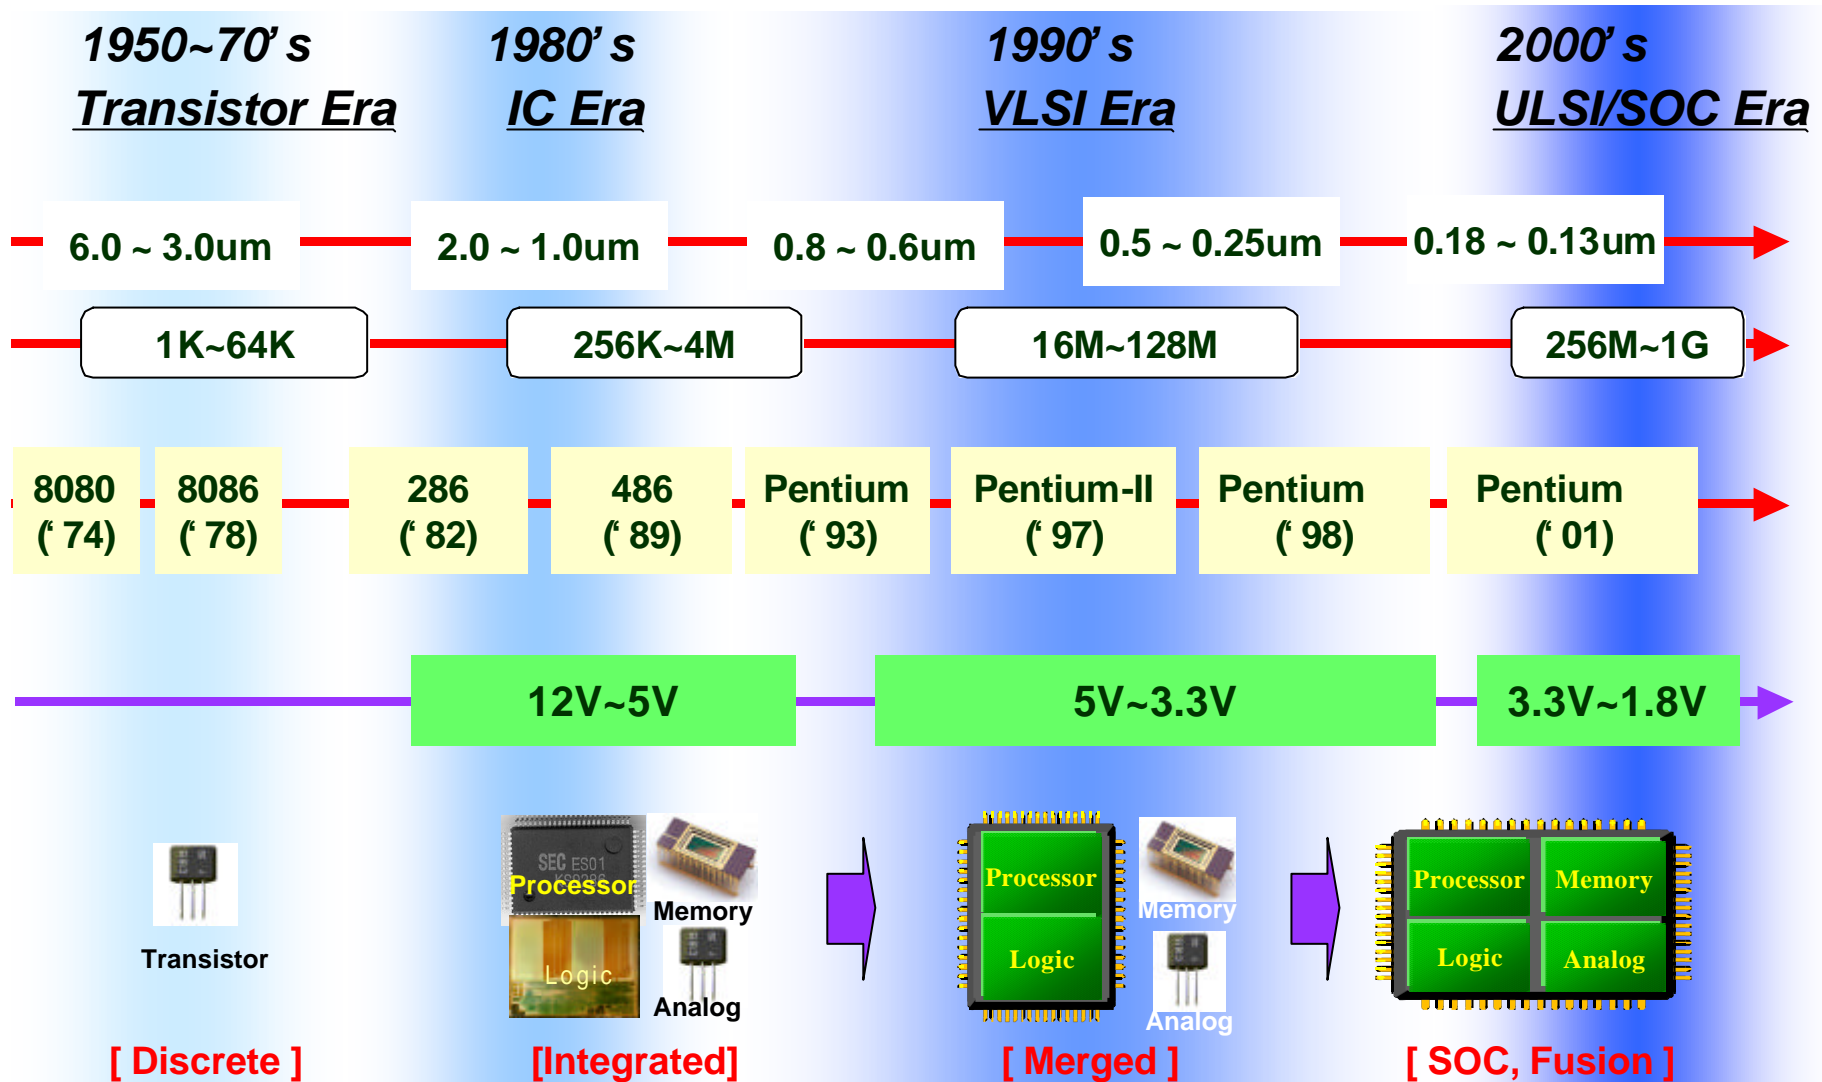 1950~70's
Transistor Era
1980's
IC Era
1990's
VLSI Era
2000's
ULSI/SOC Era
6.0 ~ 3.0um
2.0 ~ 1.0um
0.8 ~ 0.6um
0.5 ~ 0.25um
0.18 ~ 0.13um
1K~64K
256K~4M
16M~128M
256M~1G
8080
(‘ 74)
8086
(‘ 78)
286
(‘ 82)
486
(‘ 89)
Pentium
(‘ 93)
Pentium-II
(‘ 97)
Pentium
(‘ 98)
Pentium
(‘ 01)
12V~5V
5V~3.3V
3.3V~1.8V
Transistor
SEC ES01
Processor
Memory
Logic
Analog
Processor
Logic
Memory
Analog
Processor
Memory
Logic
Analog
[ Discrete ]
[Integrated]
[ Merged ]
[ SOC, Fusion ]